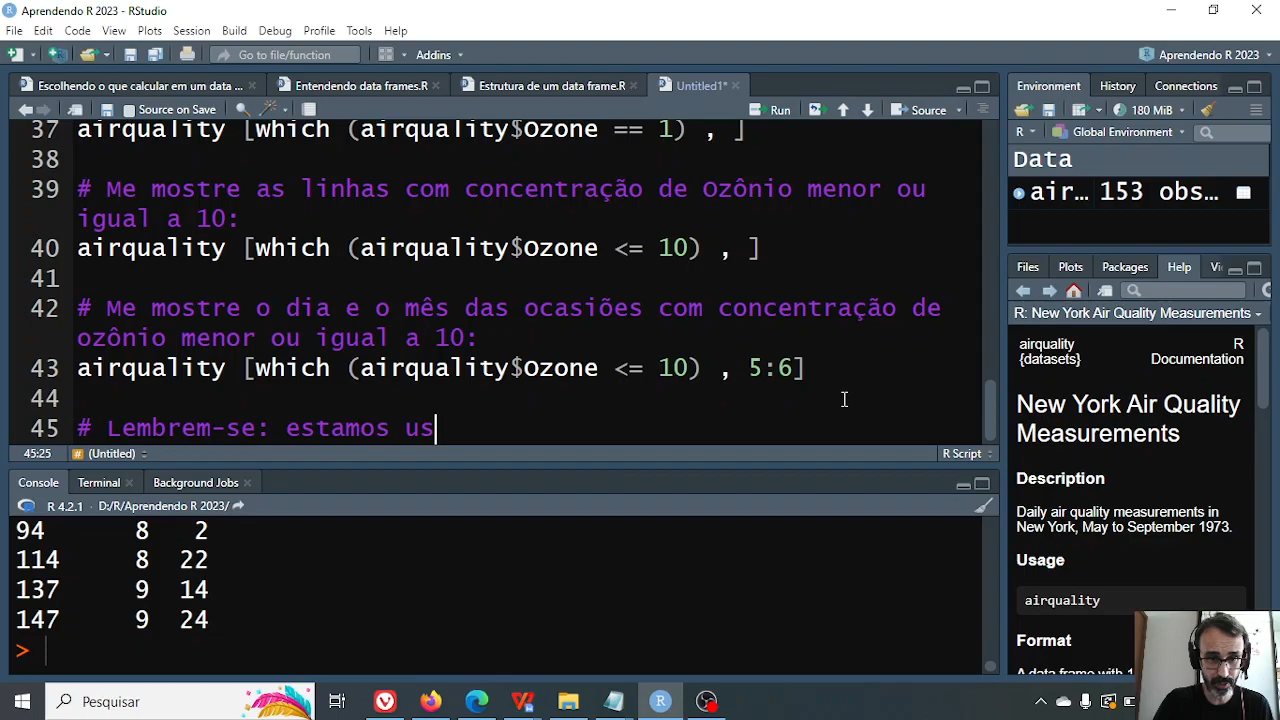 Aprendendo R 2023 - RStudio
File Edit Code View Plots Session Build Debug Profile Tools Help
Go to file/function Addins Aprendendo R 2023
Escolhendo o que calcular em um data ... Entendendo data frames.R Estrutura de um data frame.R Untitled1*
Source on Save Run Source
37 airquality [which (airquality$Ozone == 1) , ]
38
39 # Me mostre as linhas com concentração de Ozônio menor ou
igual a 10:
40 airquality [which (airquality$Ozone <= 10) , ]
41
42 # Me mostre o dia e o mês das ocasiões com concentração de
ozônio menor ou igual a 10:
43 airquality [which (airquality$Ozone <= 10) , 5:6]
44
45 # Lembrem-se: estamos us
45:25 # (Untitled) R Script
Console Terminal Background Jobs
R 4.2.1 · D:/R/Aprendendo R 2023/
94 8 2
114 8 22
137 9 14
147 9 24
>
Environment History Connections
180 MiB
R Global Environment
Data
air... 153 obs...
Files Plots Packages Help Vi
R: New York Air Quality Measurements
airquality R
{datasets} Documentation
New York Air Quality
Measurements
Description
Daily air quality measurements in
New York, May to September 1973.
Usage
airquality
Format
A data frame with 1
Pesquisar